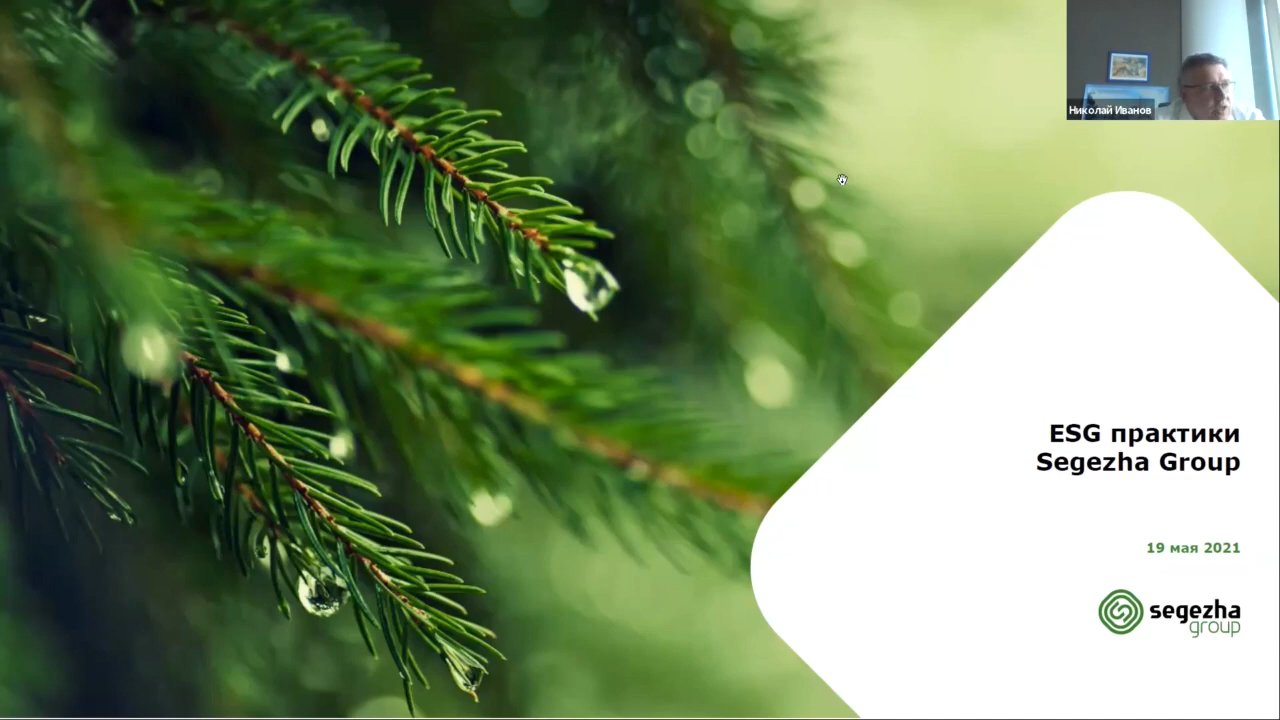 Николай Иванов
ESG практики
Segezha Group
19 мая 2021
segezha
group